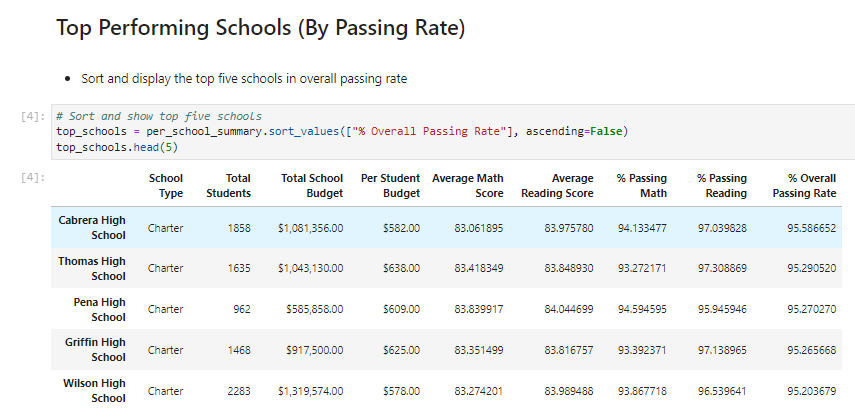 Top Performing Schools (By Passing Rate)
• Sort and display the top five schools in overall passing rate
[4]: # Sort and show top five schools
top_schools = per_school_summary.sort_values(["% Overall Passing Rate"], ascending=False)
top_schools.head(5)
[4]: School Type Total Students Total School Budget Per Student Budget Average Math Score Average Reading Score % Passing Math % Passing Reading % Overall Passing Rate
Cabrera High School Charter 1858 $1,081,356.00 $582.00 83.061895 83.975780 94.133477 97.039828 95.586652
Thomas High School Charter 1635 $1,043,130.00 $638.00 83.418349 83.848930 93.272171 97.308869 95.290520
Pena High School Charter 962 $585,858.00 $609.00 83.839917 84.044699 94.594595 95.945946 95.270270
Griffin High School Charter 1468 $917,500.00 $625.00 83.351499 83.816757 93.392371 97.138965 95.265668
Wilson High School Charter 2283 $1,319,574.00 $578.00 83.274201 83.989488 93.867718 96.539641 95.203679